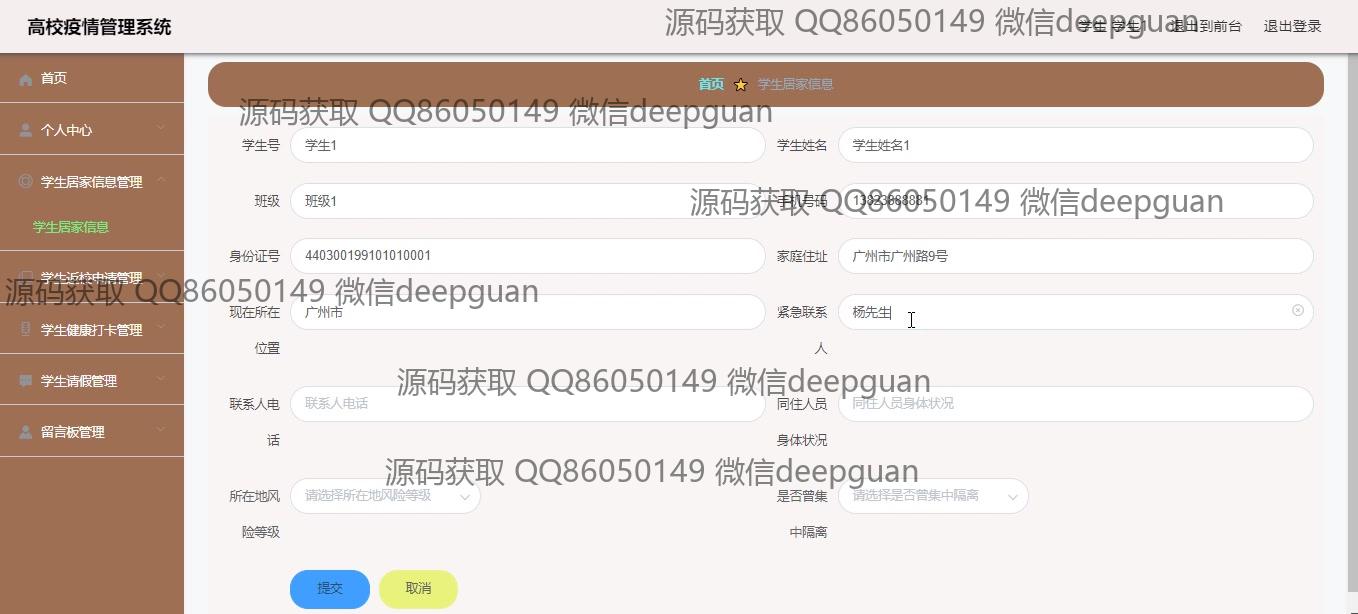 高校疫情管理系统
源码获取 QQ86050149 微信deepguan
学生 学生1
退出到前台
退出登录
首页
个人中心
学生居家信息管理
学生居家信息
学生返校申请管理
学生健康打卡管理
学生请假管理
留言板管理
首页 学生居家信息
源码获取 QQ86050149 微信deepguan
学生号 学生1 学生姓名 学生姓名1
班级 班级1 手机号码 13823888881
源码获取 QQ86050149 微信deepguan
身份证号 440300199101010001 家庭住址 广州市广州路9号
源码获取 QQ86050149 微信deepguan
现在所在 广州市 紧急联系 杨先生
位置 人
源码获取 QQ86050149 微信deepguan
联系人电 联系人电话 同住人员 同住人员身体状况
话 身体状况
源码获取 QQ86050149 微信deepguan
所在地风 请选择所在地风险等级 是否曾集 请选择是否曾集中隔离
险等级 中隔离
提交 取消